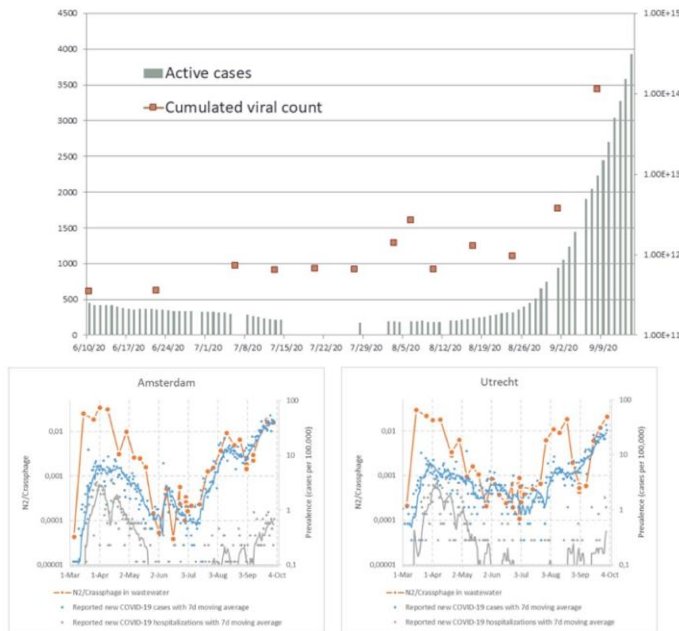 4500
4000
3500
3000
2500
2000
1500
1000
500
0
Active cases
Cumulated viral count
1.00E+15
1.00E+14
1.00E+13
1.00E+12
1.00E+11
6/10/20 6/17/20 6/24/20 7/1/20 7/8/20 7/15/20 7/22/20 7/29/20 8/5/20 8/12/20 8/19/20 8/26/20 9/2/20 9/9/20
Amsterdam
N2/Crassphage
0,01
0,001
0,0001
0,00001
100
10
1
0,1
Prevalence (cases per 100,000)
1-Mar 1-Apr 2-May 2-Jun 3-Jul 3-Aug 3-Sep 4-Oct
N2/Crassphage in wastewater
Reported new COVID-19 cases with 7d moving average
Reported new COVID-19 hospitalizations with 7d moving average
Utrecht
N2/Crassphage
0,01
0,001
0,0001
0,00001
100
10
1
0,1
Prevalence (cases per 100,000)
1-Mar 1-Apr 2-May 2-Jun 3-Jul 3-Aug 3-Sep 4-Oct
N2/Crassphage in wastewater
Reported new COVID-19 cases with 7d moving average
Reported new COVID-19 hospitalizations with 7d moving average